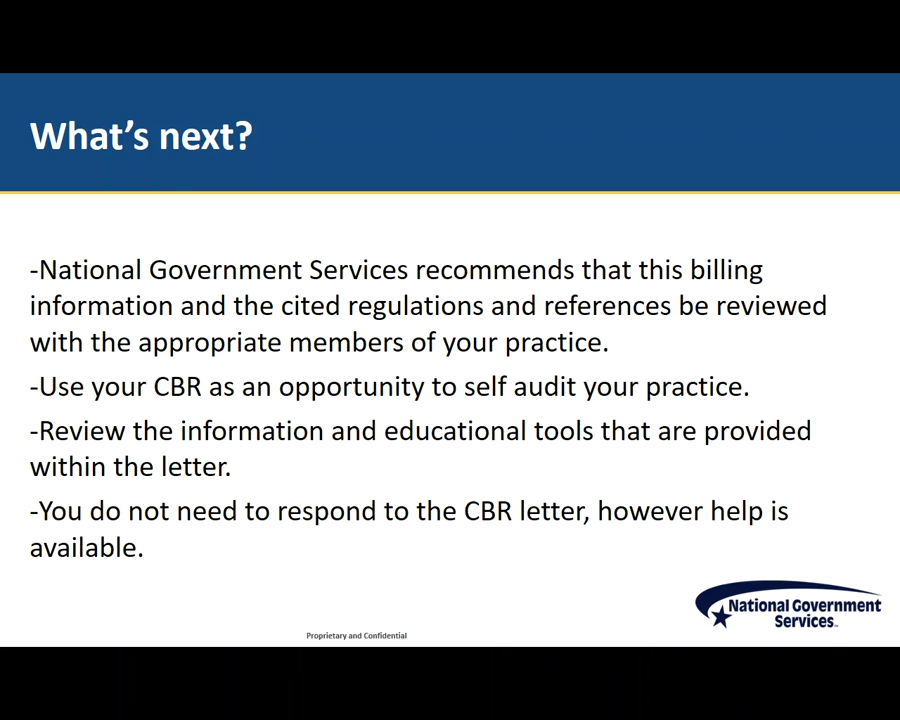 What's next?
-National Government Services recommends that this billing
information and the cited regulations and references be reviewed
with the appropriate members of your practice.
-Use your CBR as an opportunity to self audit your practice.
-Review the information and educational tools that are provided
within the letter.
-You do not need to respond to the CBR letter, however help is
available.
National Government
Services
Proprietary and Confidential